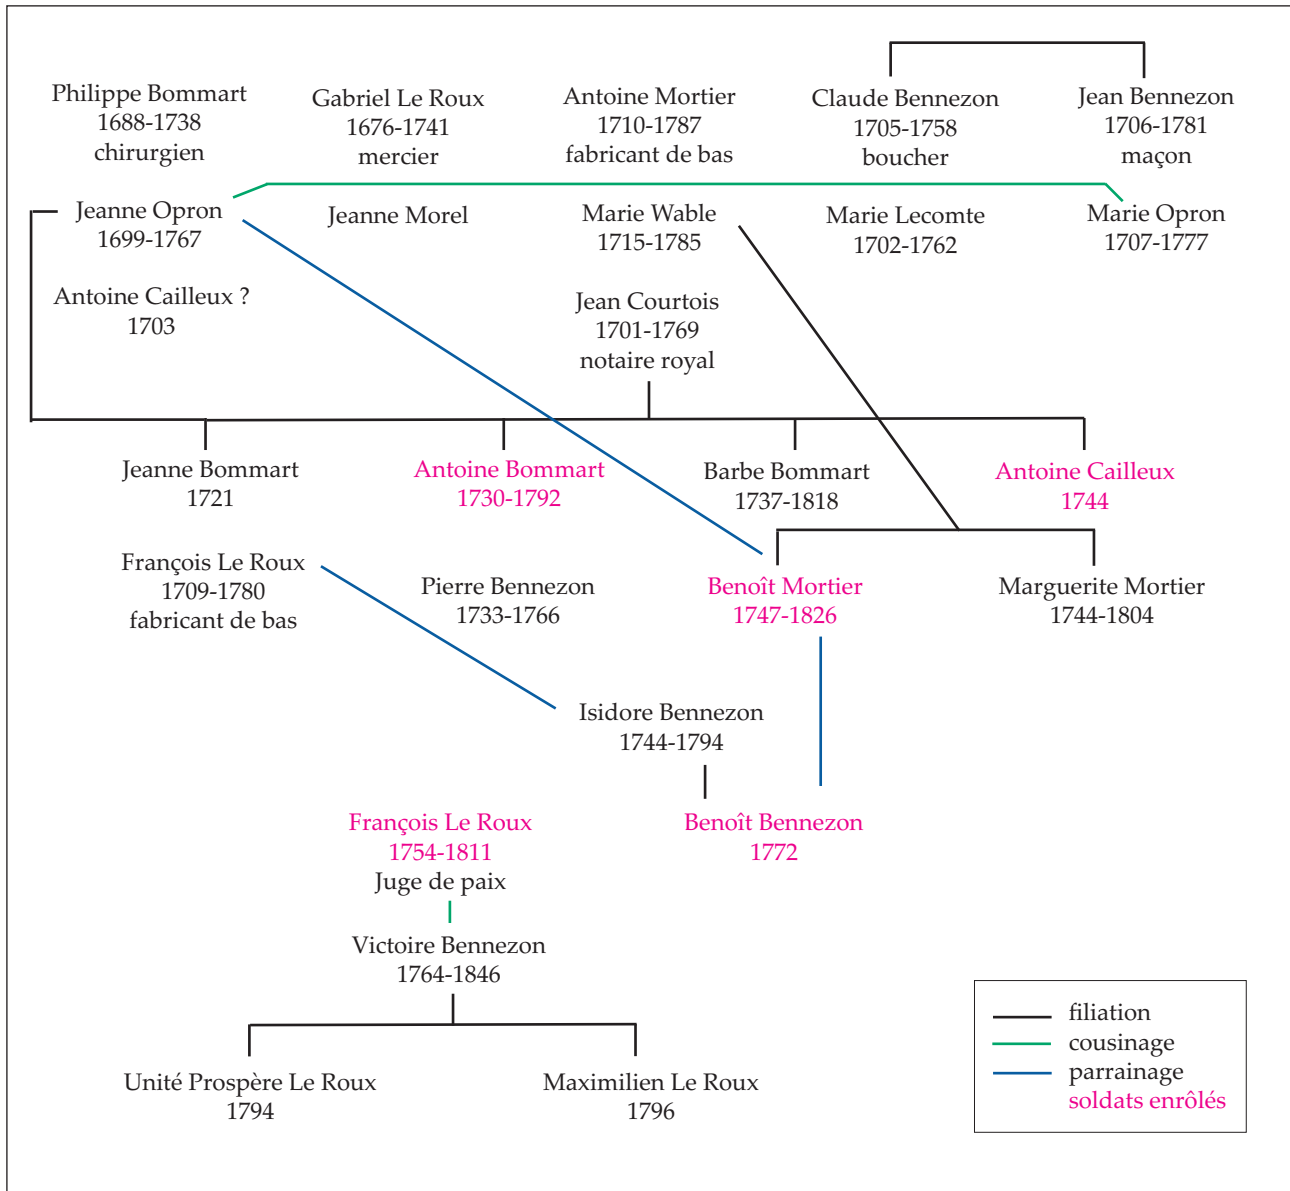 Philippe Bommart
1688-1738
chirurgien
Gabriel Le Roux
1676-1741
mercier
Antoine Mortier
1710-1787
fabricant de bas
Claude Bennezon
1705-1758
boucher
Jean Bennezon
1706-1781
maçon
Jeanne Opron
1699-1767
Jeanne Morel
Marie Wable
1715-1785
Marie Lecomte
1702-1762
Marie Opron
1707-1777
Antoine Cailleux ?
1703
Jean Courtois
1701-1769
notaire royal
Jeanne Bommart
1721
Antoine Bommart
1730-1792
Barbe Bommart
1737-1818
Antoine Cailleux
1744
François Le Roux
1709-1780
fabricant de bas
Pierre Bennezon
1733-1766
Benoît Mortier
1747-1826
Marguerite Mortier
1744-1804
Isidore Bennezon
1744-1794
François Le Roux
1754-1811
Juge de paix
Benoît Bennezon
1772
Victoire Bennezon
1764-1846
Unité Prospère Le Roux
1794
Maximilien Le Roux
1796
filiation
cousinage
parrainage
soldats enrôlés